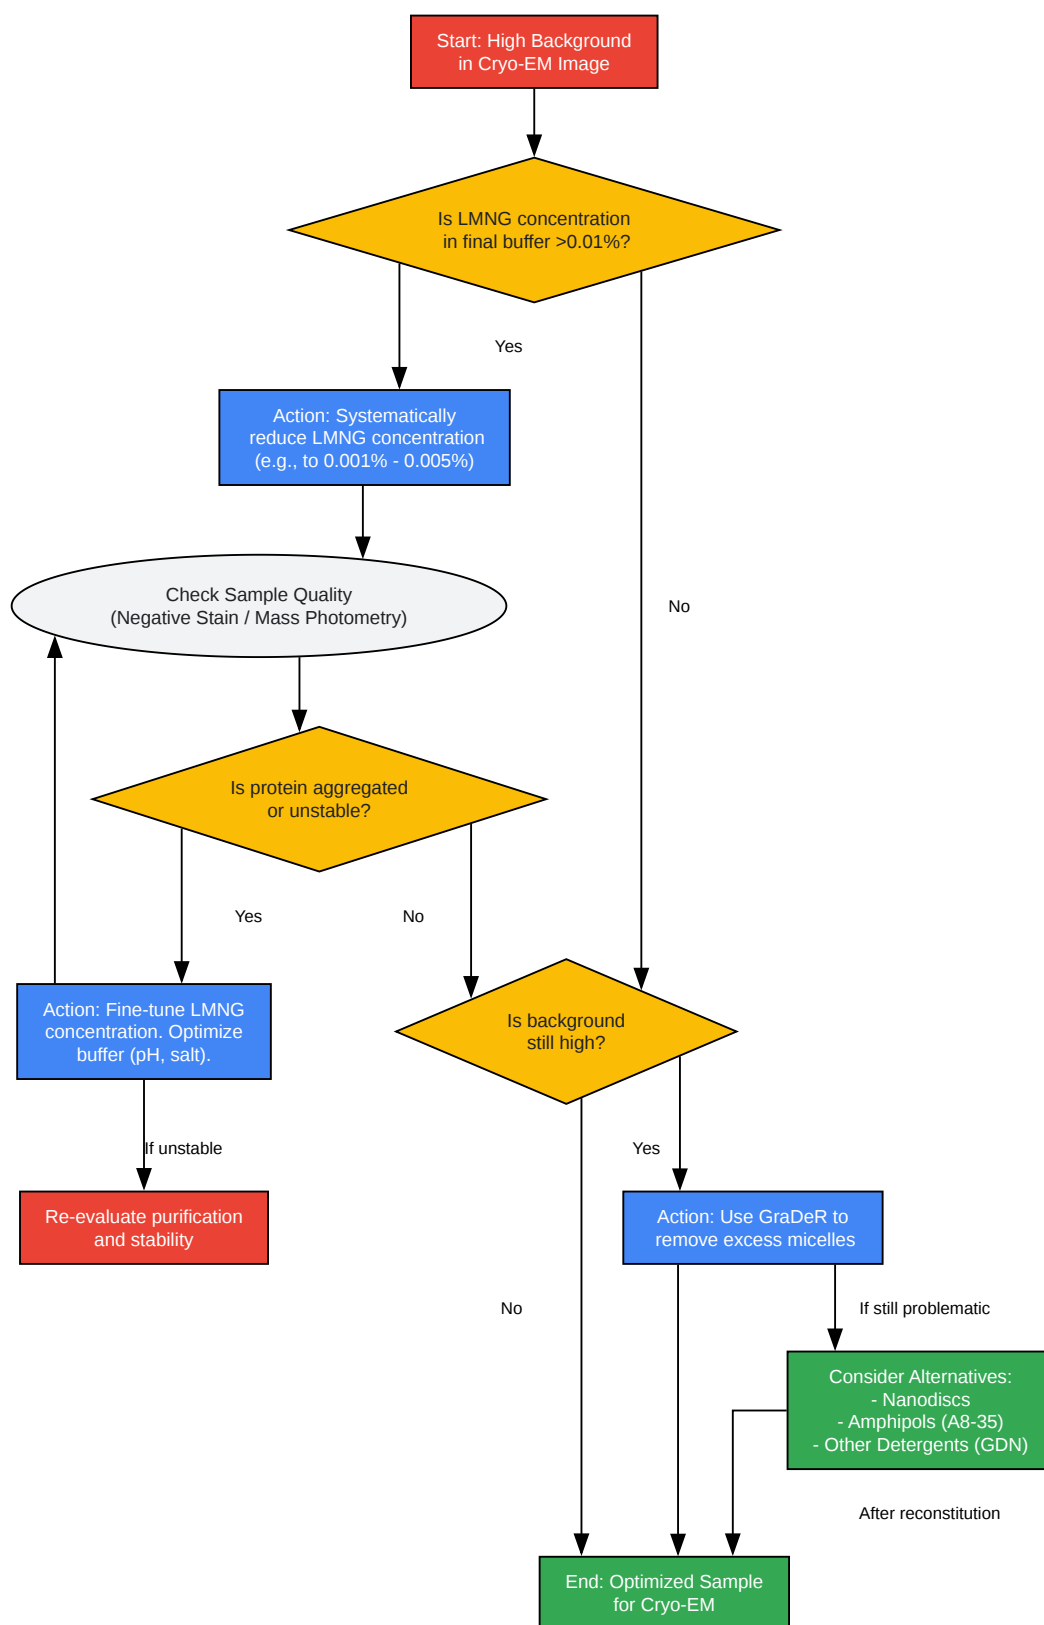 Start: High Background
in Cryo-EM Image
Is LMNG concentration
in final buffer >0.01%?
Yes
Action: Systematically
reduce LMNG concentration
(e.g., to 0.001% - 0.005%)
Check Sample Quality
(Negative Stain / Mass Photometry)
No
Is protein aggregated
or unstable?
Yes
No
Action: Fine-tune LMNG
concentration. Optimize
buffer (pH, salt).
Is background
still high?
If unstable
Yes
Re-evaluate purification
and stability
Action: Use GraDeR to
remove excess micelles
No
If still problematic
Consider Alternatives:
- Nanodiscs
- Amphipols (A8-35)
- Other Detergents (GDN)
After reconstitution
End: Optimized Sample
for Cryo-EM